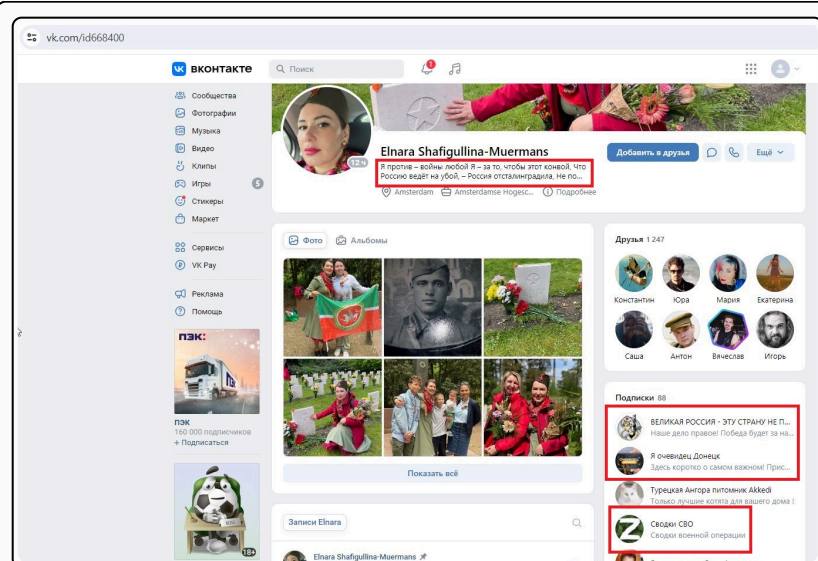 vk.com/id668400
вконтакте
Поиск
1
Сообщества
Фотографии
Музыка
Видео
Клипы
Игры 5
Стикеры
Маркет
Сервисы
VK Pay
Реклама
Помощь
ПЭК:
ПЭК
160 000 подписчиков
+ Подписаться
18+
12 ч
Elnara Shafigullina-Muermans
Я против – войны любой Я – за то, чтобы этот конвой, Что
Россию ведёт на убой, – Россия отсталинградила, Не по...
Amsterdam Amsterdamse Hogesc... Подробнее
Добавить в друзья
Ещё
Фото Альбомы
Показать всё
Записи Elnara
Elnara Shafigullina-Muermans
Друзья 1 247
Константин Юра Мария Екатерина
Саша Антон Вячеслав Игорь
Подписки 88
ВЕЛИКАЯ РОССИЯ - ЭТУ СТРАНУ НЕ П...
Наше дело правое! Победа будет за на...
Я очевидец Донецк
Здесь коротко о самом важном! Прис...
Турецкая Ангора питомник Akkedi
Только лучшие котята для вашего дома !
Сводки СВО
Сводки военной операции